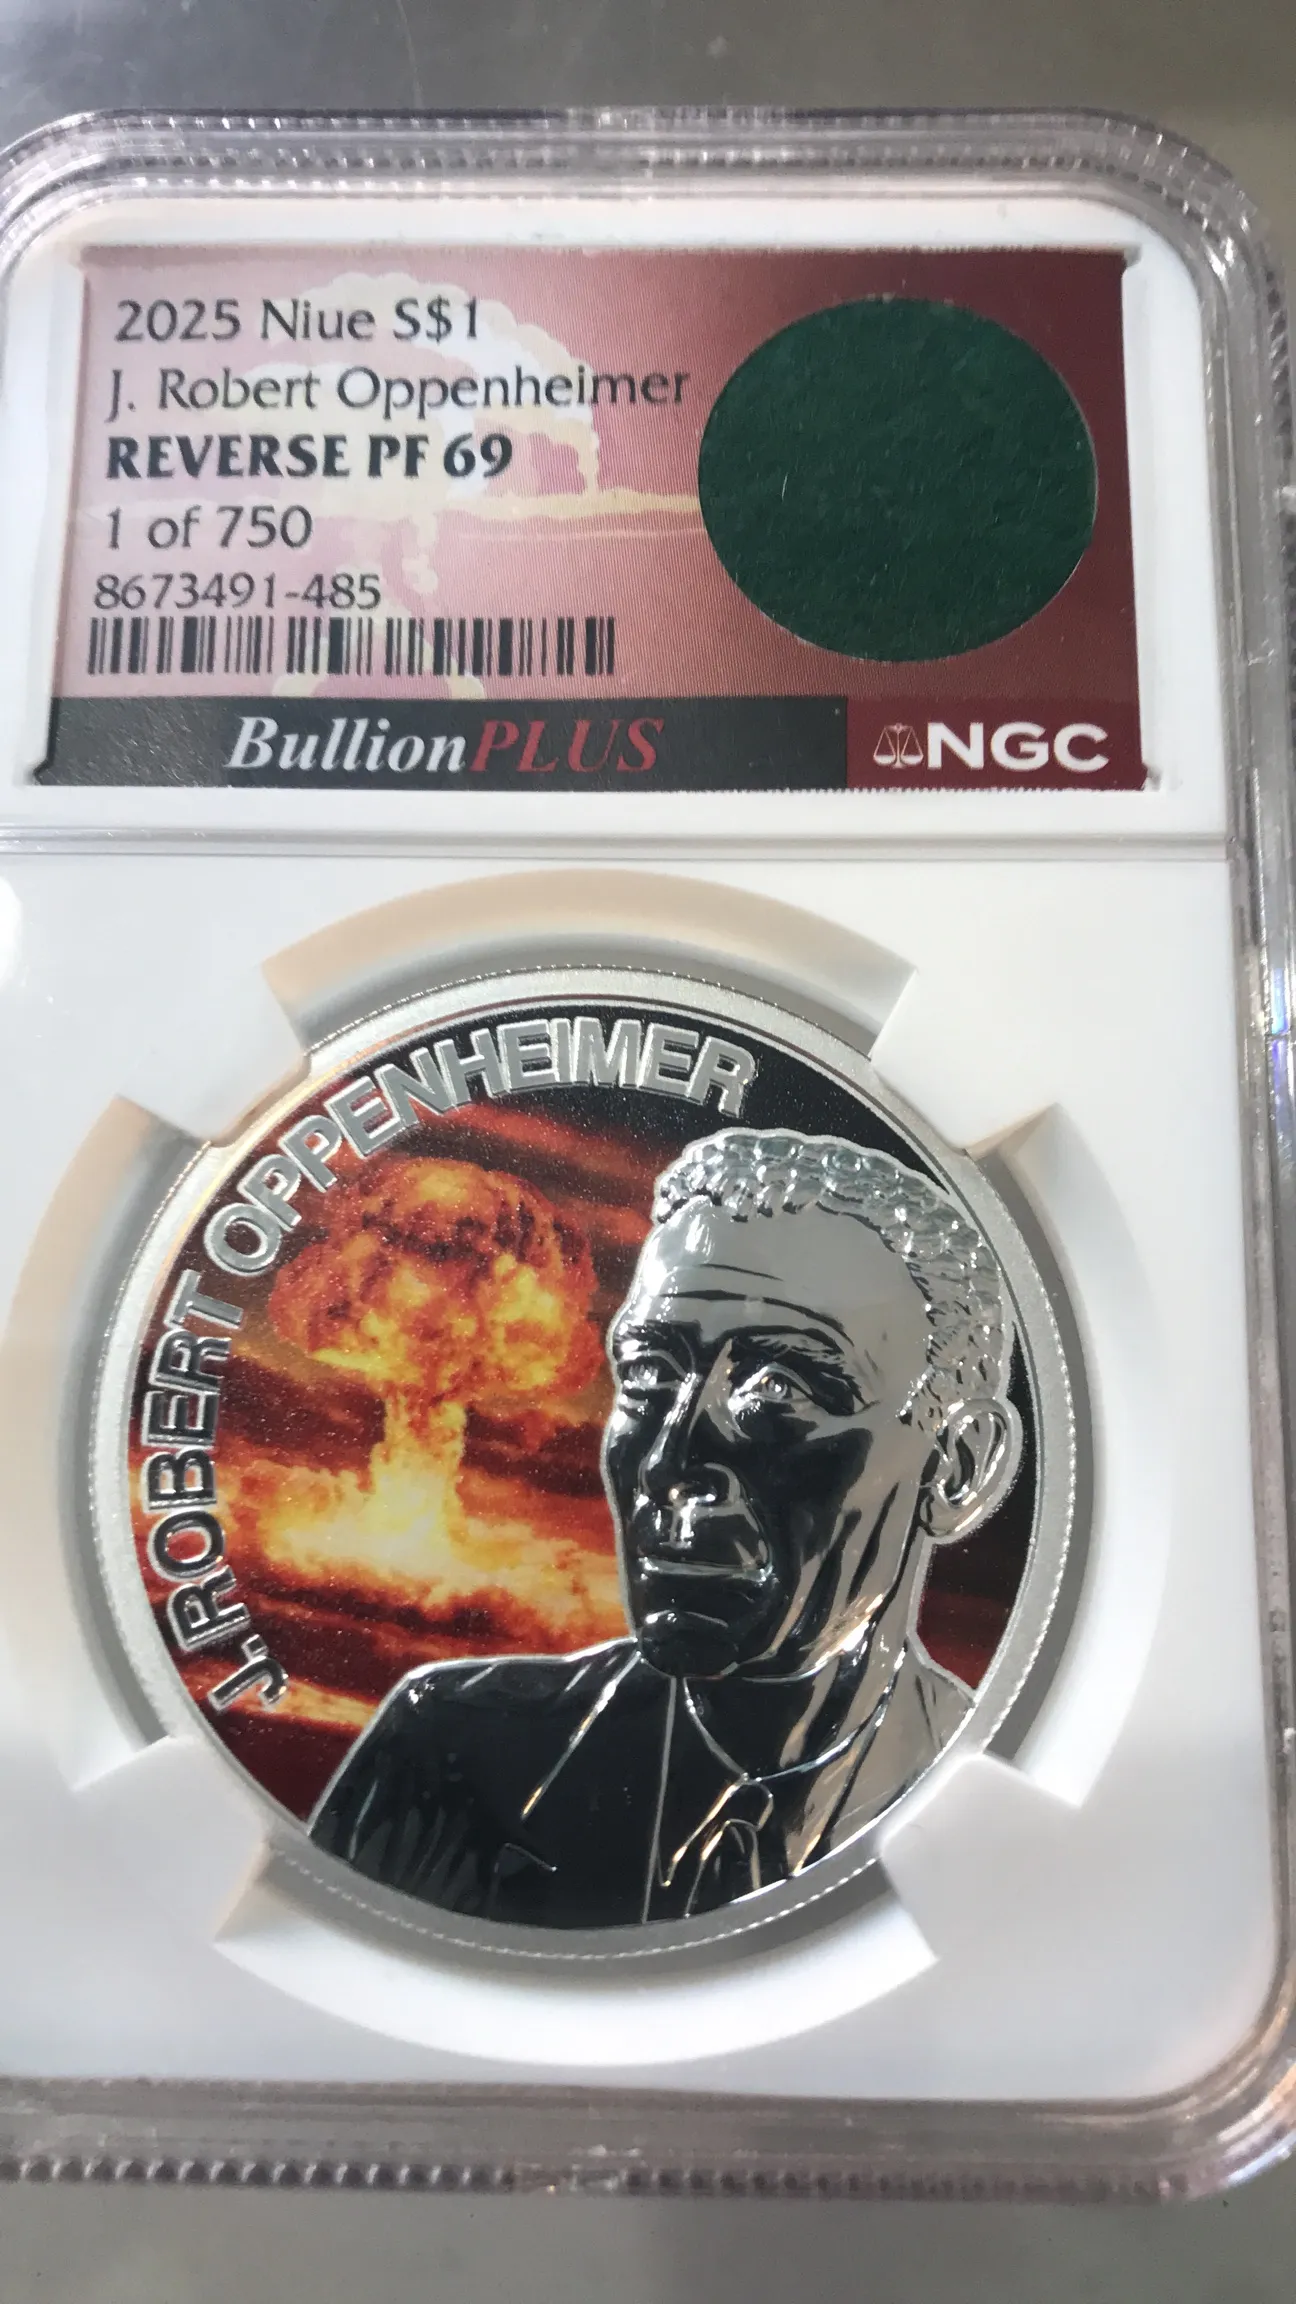 2025 Niue S$1
J. Robert Oppenheimer
REVERSE PF 69
1 of 750
8673491-485
BullionPLUS
NGC
J. ROBERT OPPENHEIMER